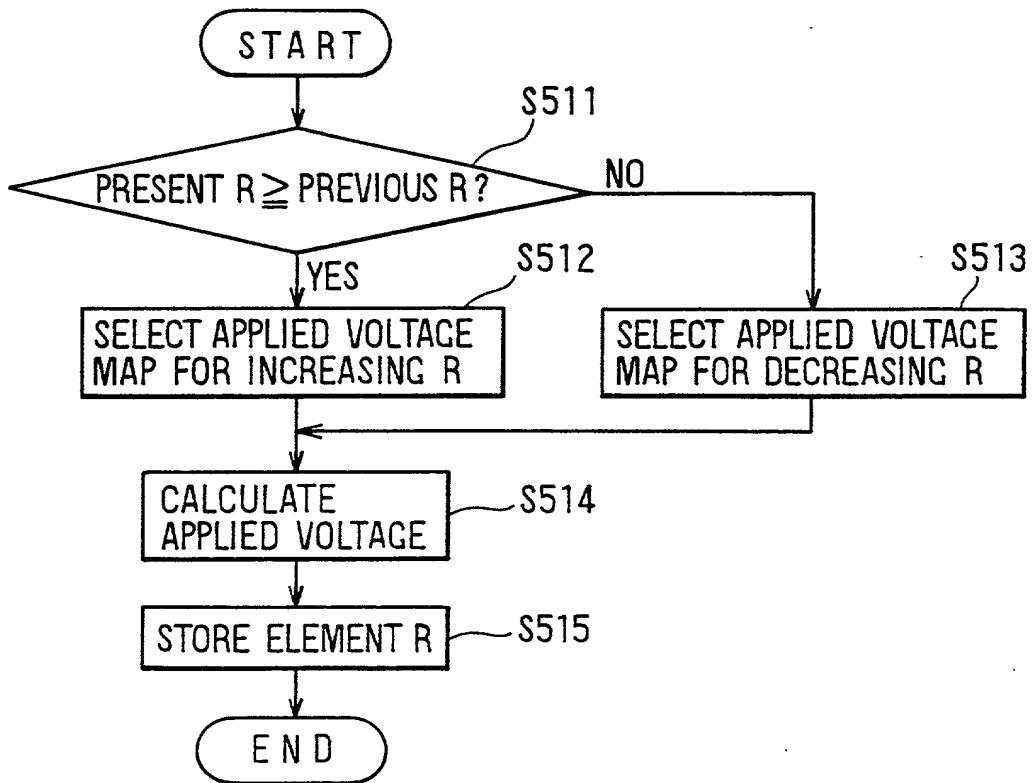 START
S511
PRESENT R ≧ PREVIOUS R?
NO
YES
S512
S513
SELECT APPLIED VOLTAGE
MAP FOR INCREASING R
SELECT APPLIED VOLTAGE
MAP FOR DECREASING R
CALCULATE
APPLIED VOLTAGE
S514
STORE ELEMENT R
S515
END